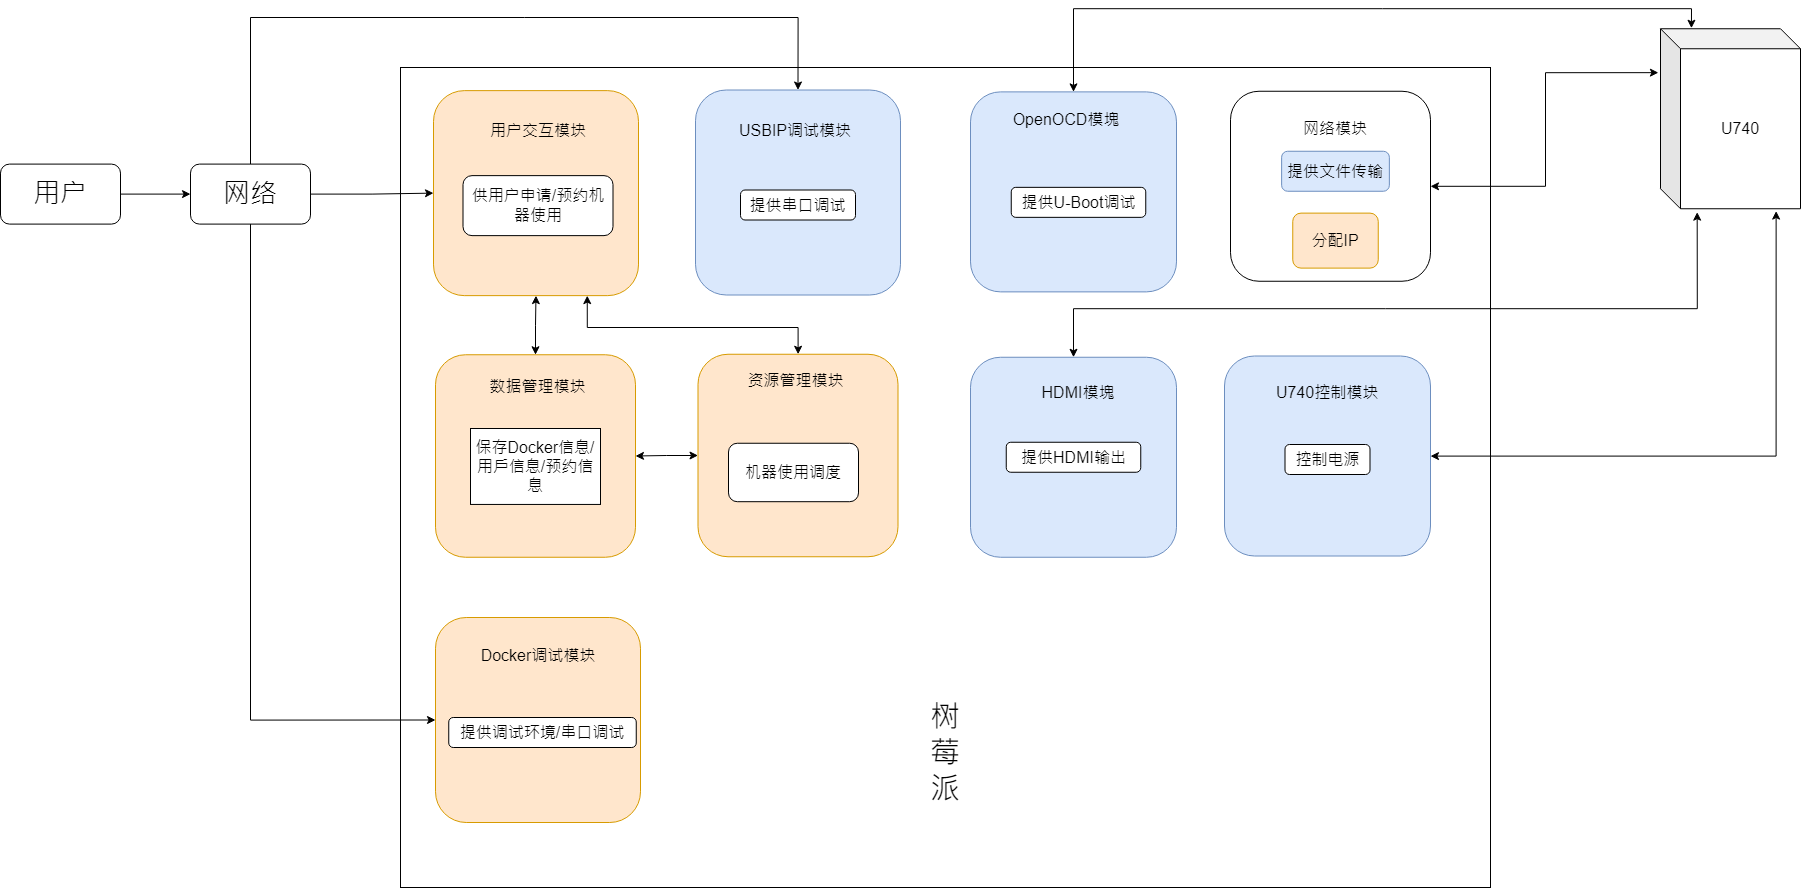 用户
网络
用户交互模块
供用户申请/预约机
器使用
USBIP调试模块
提供串口调试
OpenOCD模塊
提供U-Boot调试
网络模块
提供文件传输
分配IP
U740
数据管理模块
保存Docker信息/
用戶信息/预约信
息
资源管理模块
机器使用调度
HDMI模塊
提供HDMI输出
U740控制模块
控制电源
Docker调试模块
提供调试环境/串口调试
树
莓
派